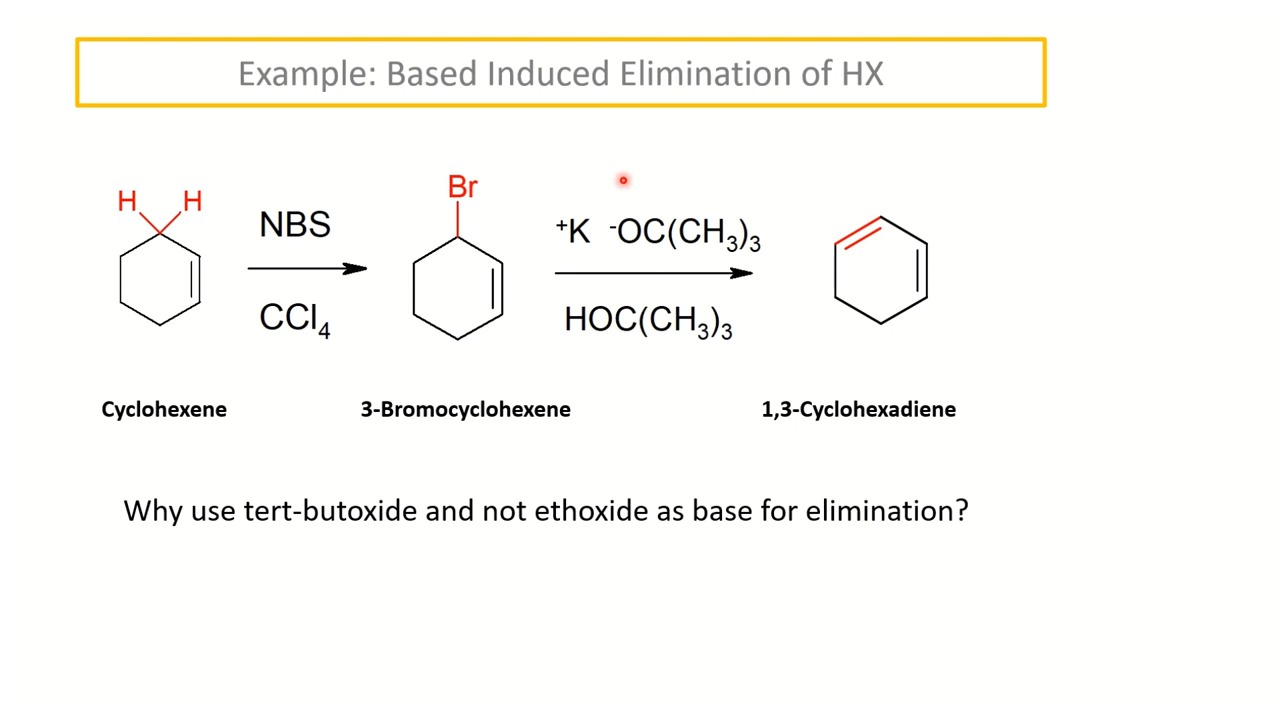 Example: Based Induced Elimination of HX
H H
NBS
CCl₄
Br
⁺K ⁻OC(CH₃)₃
HOC(CH₃)₃
Cyclohexene
3-Bromocyclohexene
1,3-Cyclohexadiene
Why use tert-butoxide and not ethoxide as base for elimination?